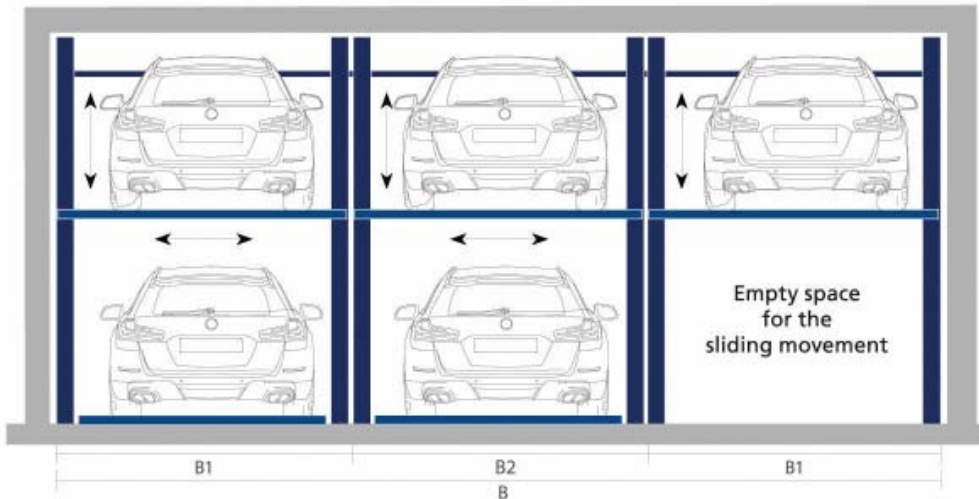 Empty space
for the
sliding movement
B1
B2
B1
B